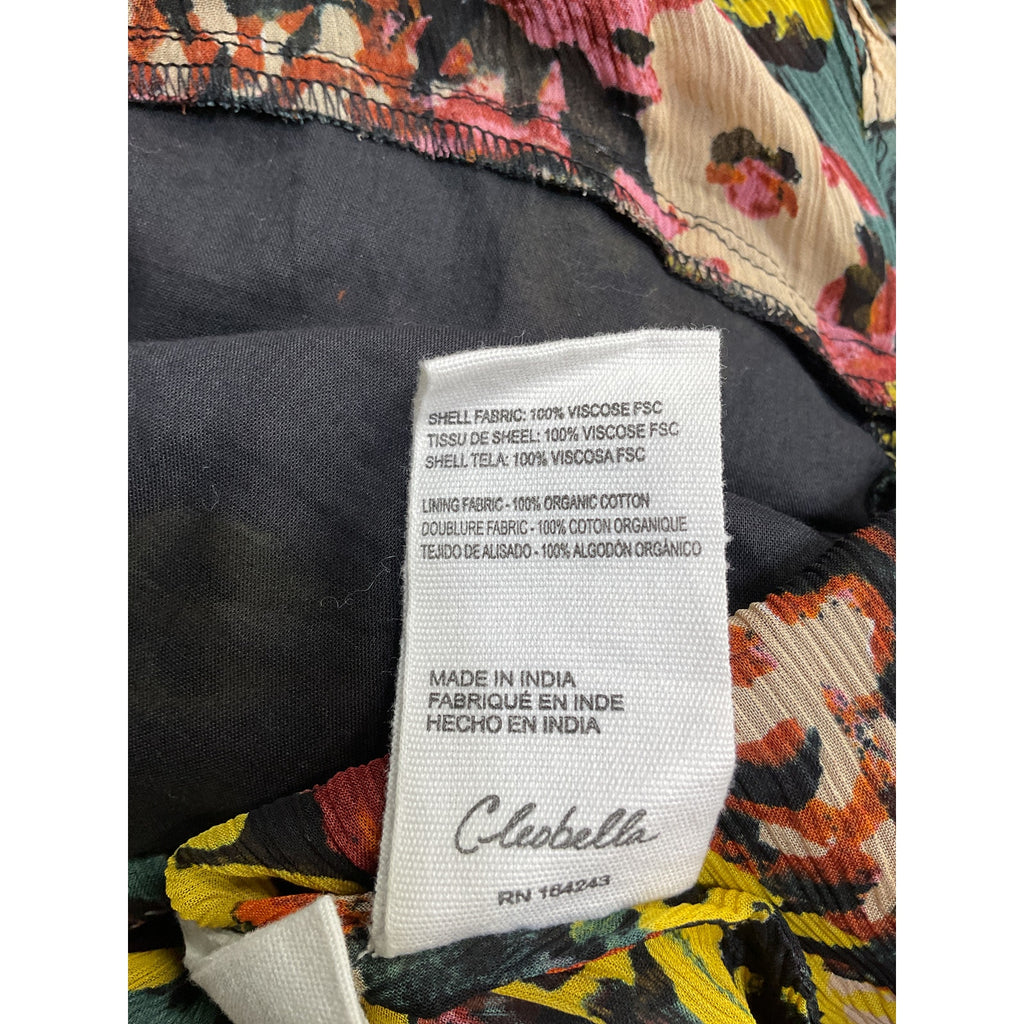 SHELL FABRIC: 100% VISCOSE FSC
TISSU DE SHEEL: 100% VISCOSE FSC
SHELL TELA: 100% VISCOSA FSC
LINING FABRIC - 100% ORGANIC COTTON
DOUBLURE FABRIC - 100% COTON ORGANIQUE
TEJIDO DE ALISADO - 100% ALGODÓN ORGÁNICO
MADE IN INDIA
FABRIQUÉ EN INDE
HECHO EN INDIA
Cleobella
RN 164243